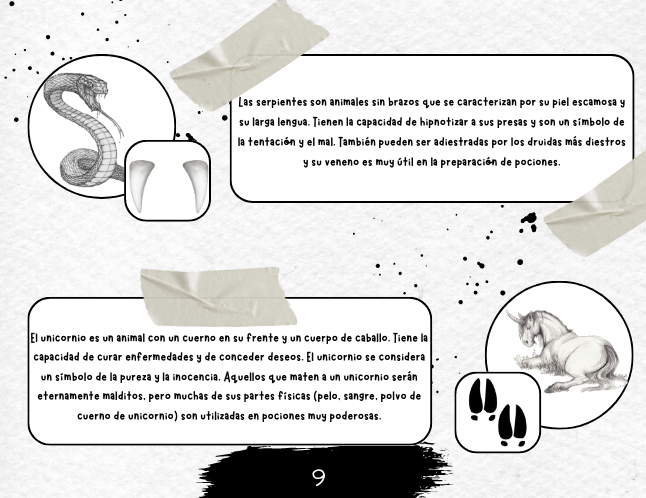 Las serpientes son animales sin brazos que se caracterizan por su piel escamosa y
su larga lengua. Tienen la capacidad de hipnotizar a sus presas y son un símbolo de
la tentación y el mal. También pueden ser adiestradas por los druidas más diestros
y su veneno es muy útil en la preparación de pociones.
El unicornio es un animal con un cuerno en su frente y un cuerpo de caballo. Tiene la
capacidad de curar enfermedades y de conceder deseos. El unicornio se considera
un símbolo de la pureza y la inocencia. Aquellos que maten a un unicornio serán
eternamente malditos, pero muchas de sus partes físicas (pelo, sangre, polvo de
cuerno de unicornio) son utilizadas en pociones muy poderosas.
9